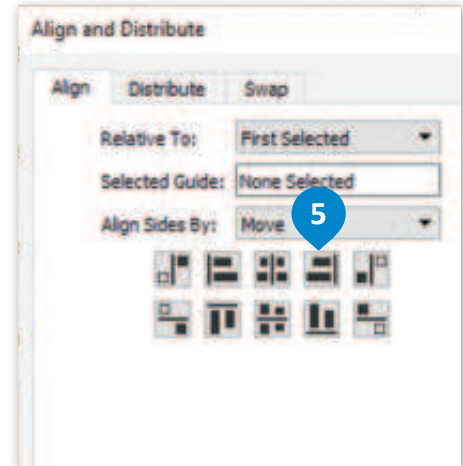 Align and Distribute
Align Distribute Swap
Relative To: First Selected
Selected Guide: None Selected
Align Sides By: Move
5